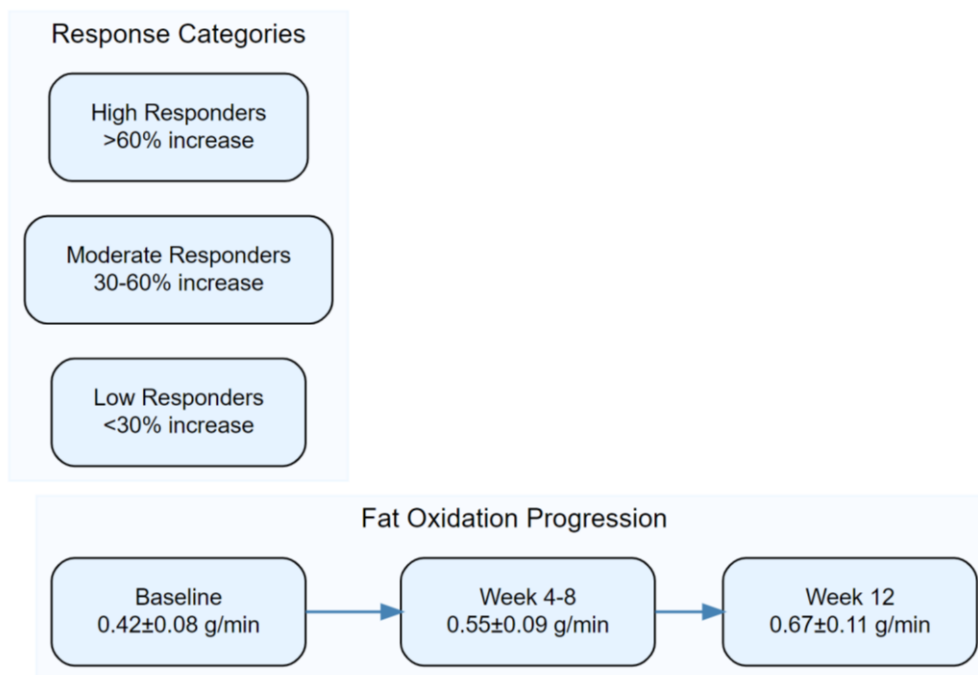 Response Categories
High Responders
>60% increase
Moderate Responders
30-60% increase
Low Responders
<30% increase
Fat Oxidation Progression
Baseline
0.42±0.08 g/min
Week 4-8
0.55±0.09 g/min
Week 12
0.67±0.11 g/min